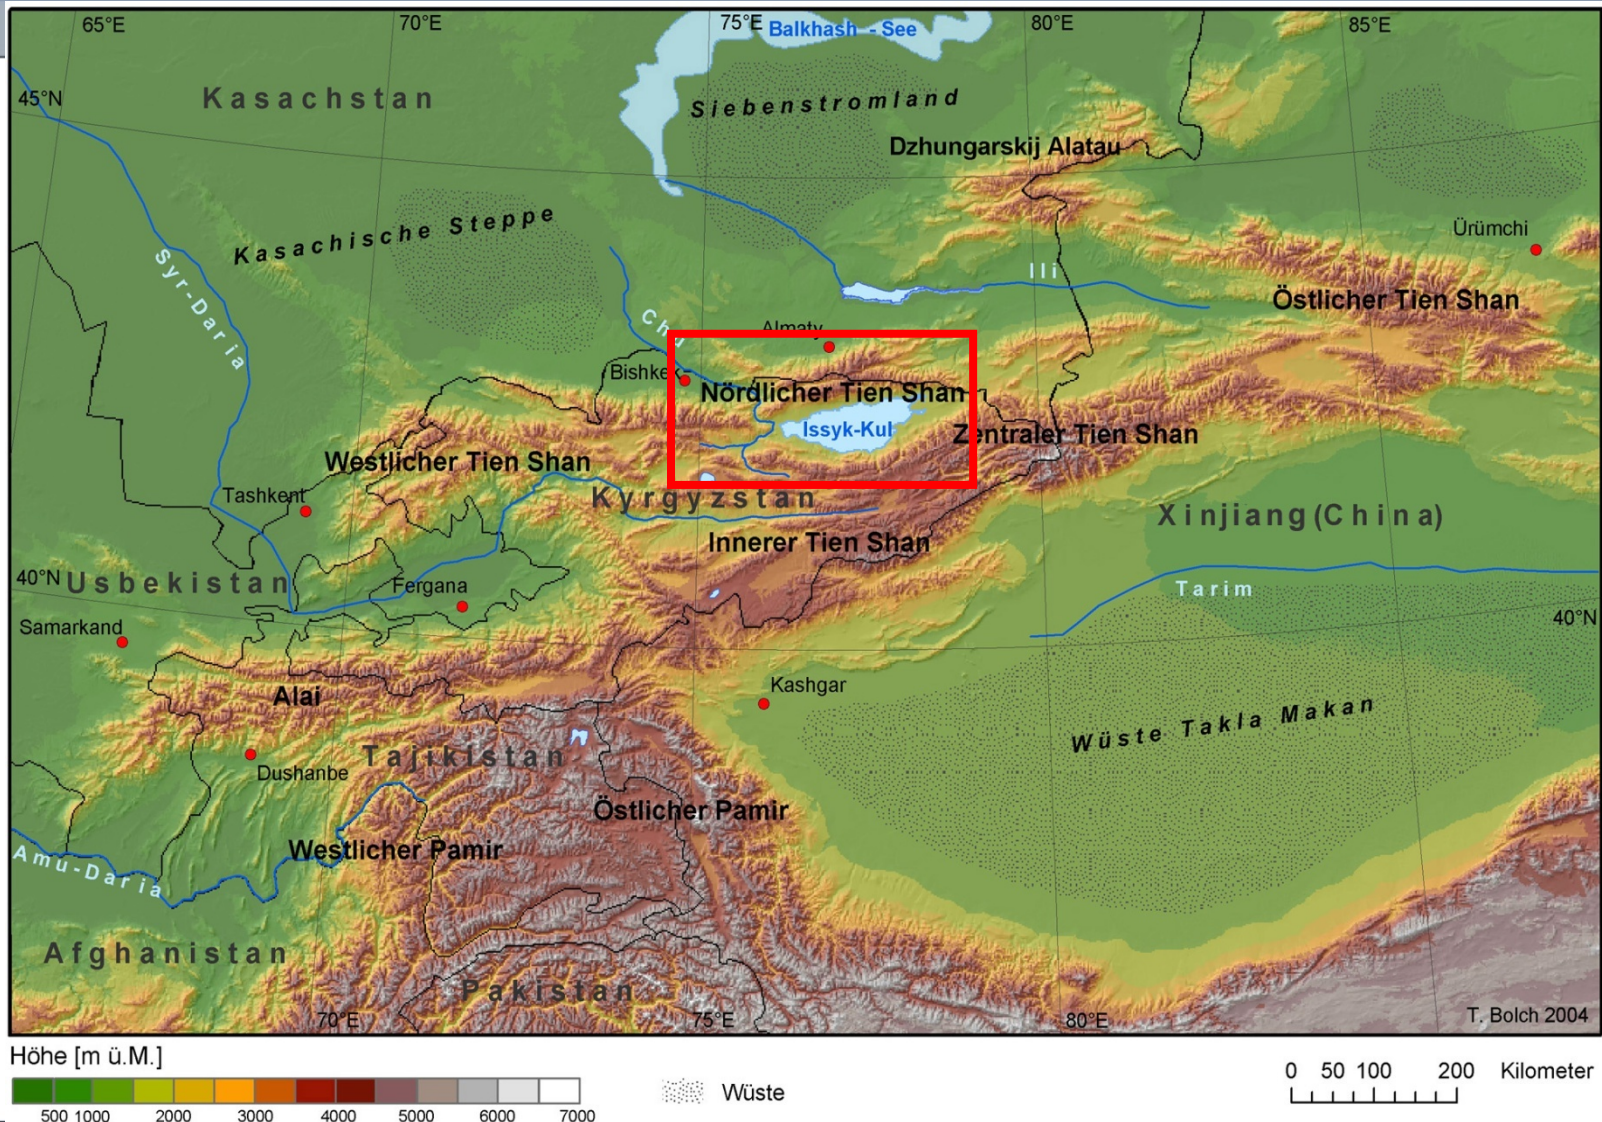 65°E
70°E
75°E
80°E
85°E
Balkhash - See
45°N
Kasachstan
Siebenstromland
Dzhungarskij Alatau
Kasachische Steppe
Ürümchi
Syr-Daria
Ili
Östlicher Tien Shan
Almaty
Bishkek
Nördlicher Tien Shan
Issyk-Kul
Zentraler Tien Shan
Westlicher Tien Shan
Tashkent
Kyrgyzstan
Xinjiang (China)
Innerer Tien Shan
40°N
Usbekistan
Fergana
Tarim
40°N
Samarkand
Kashgar
Alai
Wüste Takla Makan
Tajikistan
Dushanbe
Östlicher Pamir
Westlicher Pamir
Amu-Daria
Afghanistan
Pakistan
70°E
75°E
80°E
T. Bolch 2004
Höhe [m ü.M.]
500 1000 2000 3000 4000 5000 6000 7000
Wüste
0 50 100 200 Kilometer